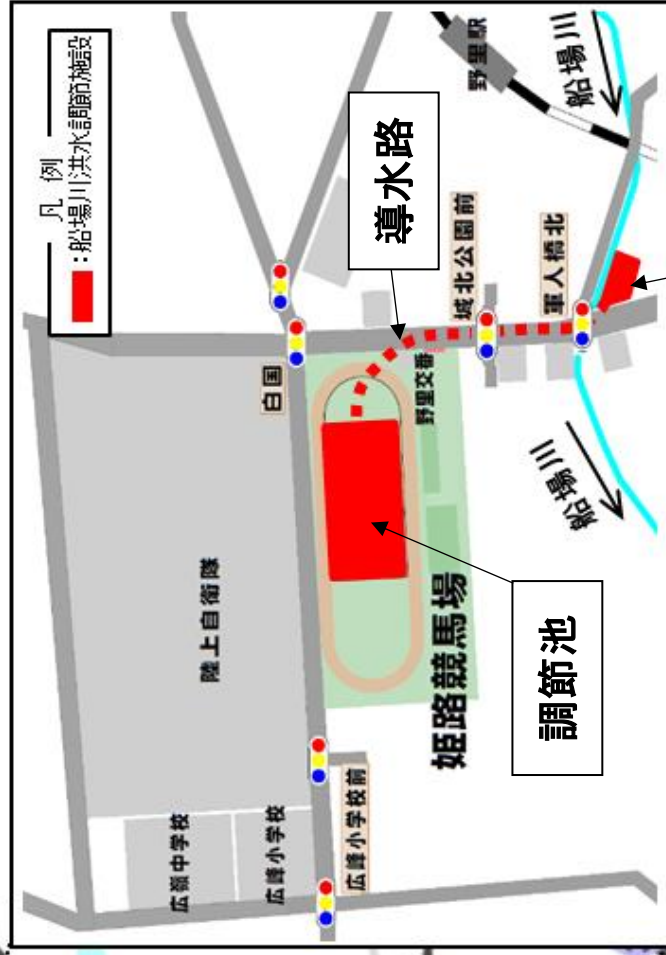 凡 例
:船場川洪水調節施設
野里駅
船場川
導水路
城北公園前
軍人橋北
白国
野里交番
船場川
陸上自衛隊
姫路競馬場
調節池
広嶺中学校
広峰小学校
広峰小学校前